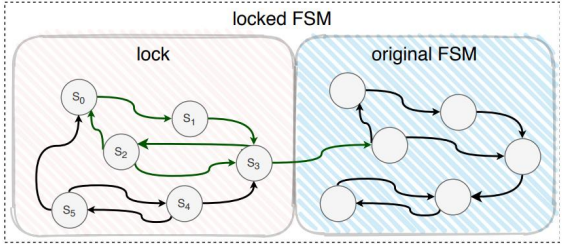 locked FSM
lock
original FSM
S0
S1
S2
S3
S4
S5